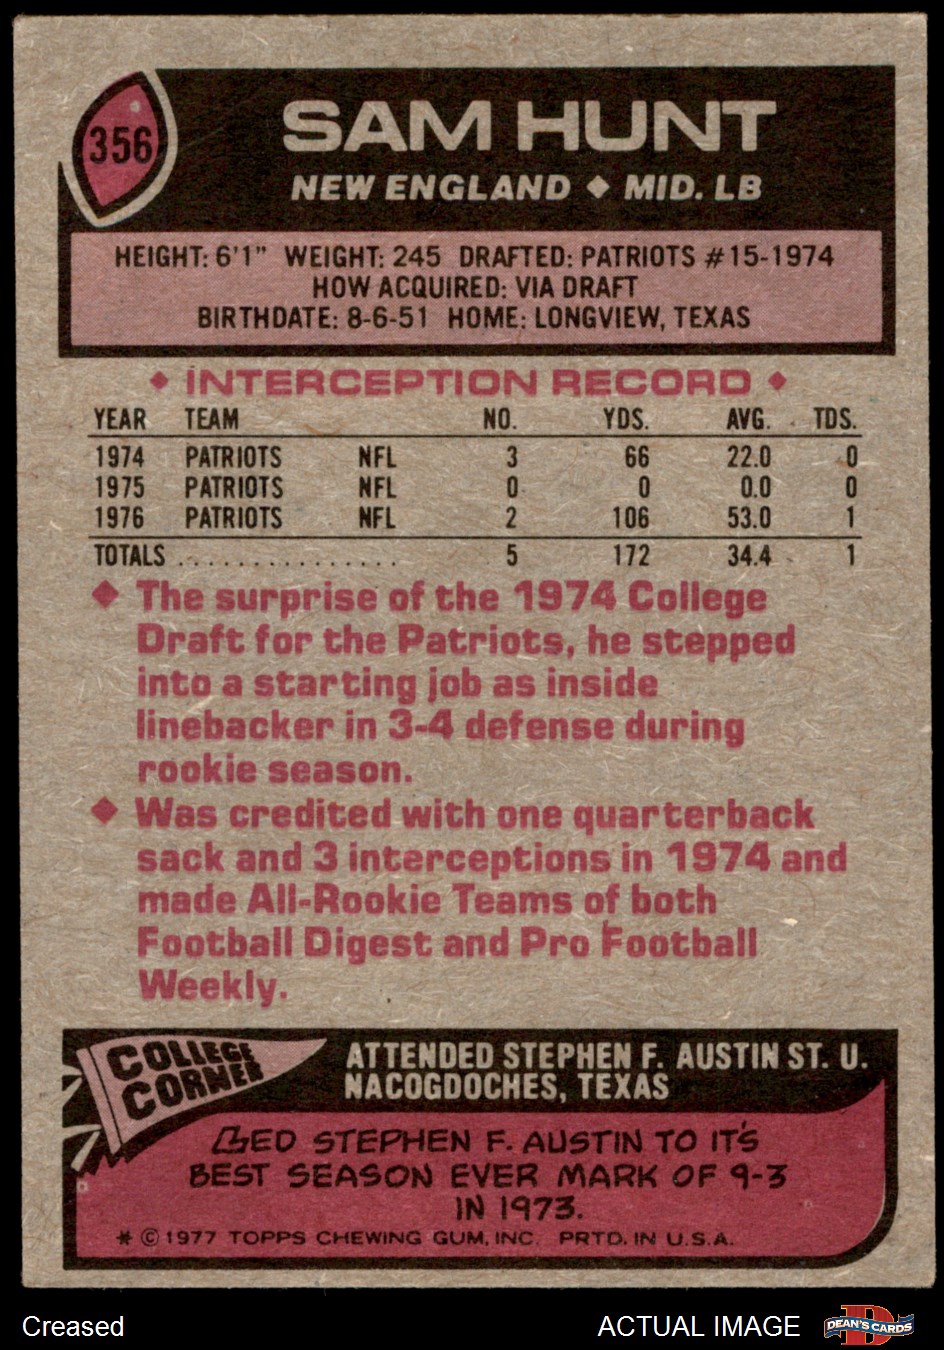 356
SAM HUNT
NEW ENGLAND ◆ MID. LB
HEIGHT: 6'1" WEIGHT: 245 DRAFTED: PATRIOTS #15-1974
HOW ACQUIRED: VIA DRAFT
BIRTHDATE: 8-6-51 HOME: LONGVIEW, TEXAS
◆ INTERCEPTION RECORD ◆
YEAR TEAM NO. YDS. AVG. TDS.
1974 PATRIOTS NFL 3 66 22.0 0
1975 PATRIOTS NFL 0 0 0.0 0
1976 PATRIOTS NFL 2 106 53.0 1
TOTALS ................ 5 172 34.4 1
◆ The surprise of the 1974 College
Draft for the Patriots, he stepped
into a starting job as inside
linebacker in 3-4 defense during
rookie season.
◆ Was credited with one quarterback
sack and 3 interceptions in 1974 and
made All-Rookie Teams of both
Football Digest and Pro Football
Weekly.
COLLEGE
CORNER
ATTENDED STEPHEN F. AUSTIN ST. U.
NACOGDOCHES, TEXAS
LED STEPHEN F. AUSTIN TO IT'S
BEST SEASON EVER MARK OF 9-3
IN 1973.
* © 1977 TOPPS CHEWING GUM, INC. PRTD. IN U.S.A.
Creased
ACTUAL IMAGE
D
DEAN'S CARDS